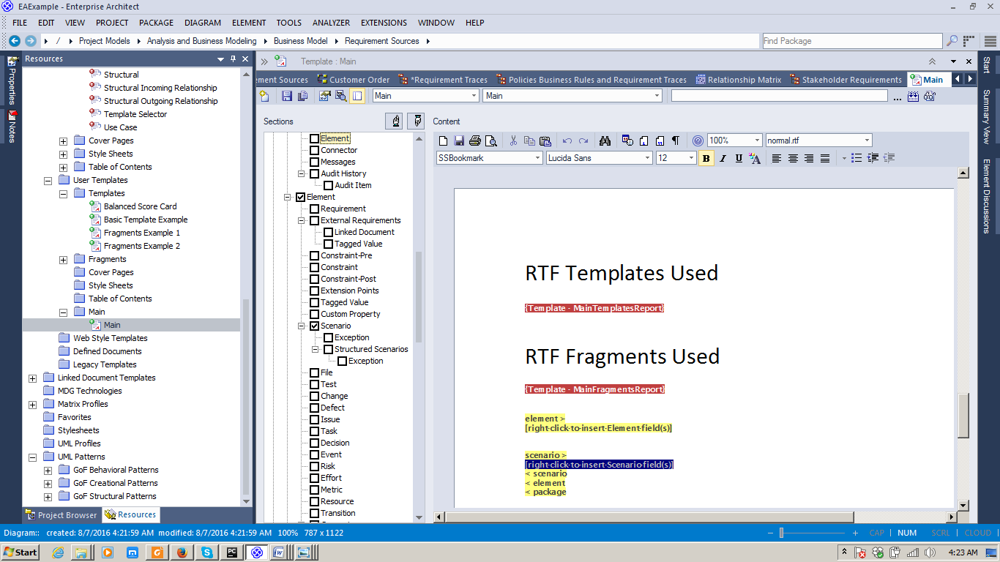 EAExample - Enterprise Architect
FILE EDIT VIEW PROJECT PACKAGE DIAGRAM ELEMENT TOOLS ANALYZER EXTENSIONS WINDOW HELP
/ Project Models Analysis and Business Modeling Business Model Requirement Sources Find Package
Resources
Template : Main
Properties
Notes
Structural
Structural Incoming Relationship
Structural Outgoing Relationship
Template Selector
Use Case
Cover Pages
Style Sheets
Table of Contents
User Templates
Templates
Balanced Score Card
Basic Template Example
Fragments Example 1
Fragments Example 2
Fragments
Cover Pages
Style Sheets
Table of Contents
Main
Main
Web Style Templates
Defined Documents
Legacy Templates
Linked Document Templates
MDG Technologies
Matrix Profiles
Favorites
Stylesheets
UML Profiles
UML Patterns
GoF Behavioral Patterns
GoF Creational Patterns
GoF Structural Patterns
Project Browser Resources
ement Sources Customer Order *Requirement Traces Policies Business Rules and Requirement Traces Relationship Matrix Stakeholder Requirements Main
Main Main ...
Sections
Element
Connector
Messages
Audit History
Audit Item
Element
Requirement
External Requirements
Linked Document
Tagged Value
Constraint-Pre
Constraint
Constraint-Post
Extension Points
Tagged Value
Custom Property
Scenario
Exception
Structured Scenarios
Exception
File
Test
Change
Defect
Issue
Task
Decision
Event
Risk
Effort
Metric
Resource
Transition
Content
100% normal.rtf
SSBookmark Lucida Sans 12 B I U A
RTF Templates Used
{Template - MainTemplatesReport}
RTF Fragments Used
{Template - MainFragmentsReport}
element >
[right-click-to-insert-Element-field(s)]
scenario >
[right-click-to-insert-Scenario-field(s)]
< scenario
< element
< package
Start
Summary View
Element Discussions
Diagram:: created: 8/7/2016 4:21:59 AM modified: 8/7/2016 4:21:59 AM 100% 787 x 1122 CAP NUM SCRL CLOUD
Start 4:23 AM